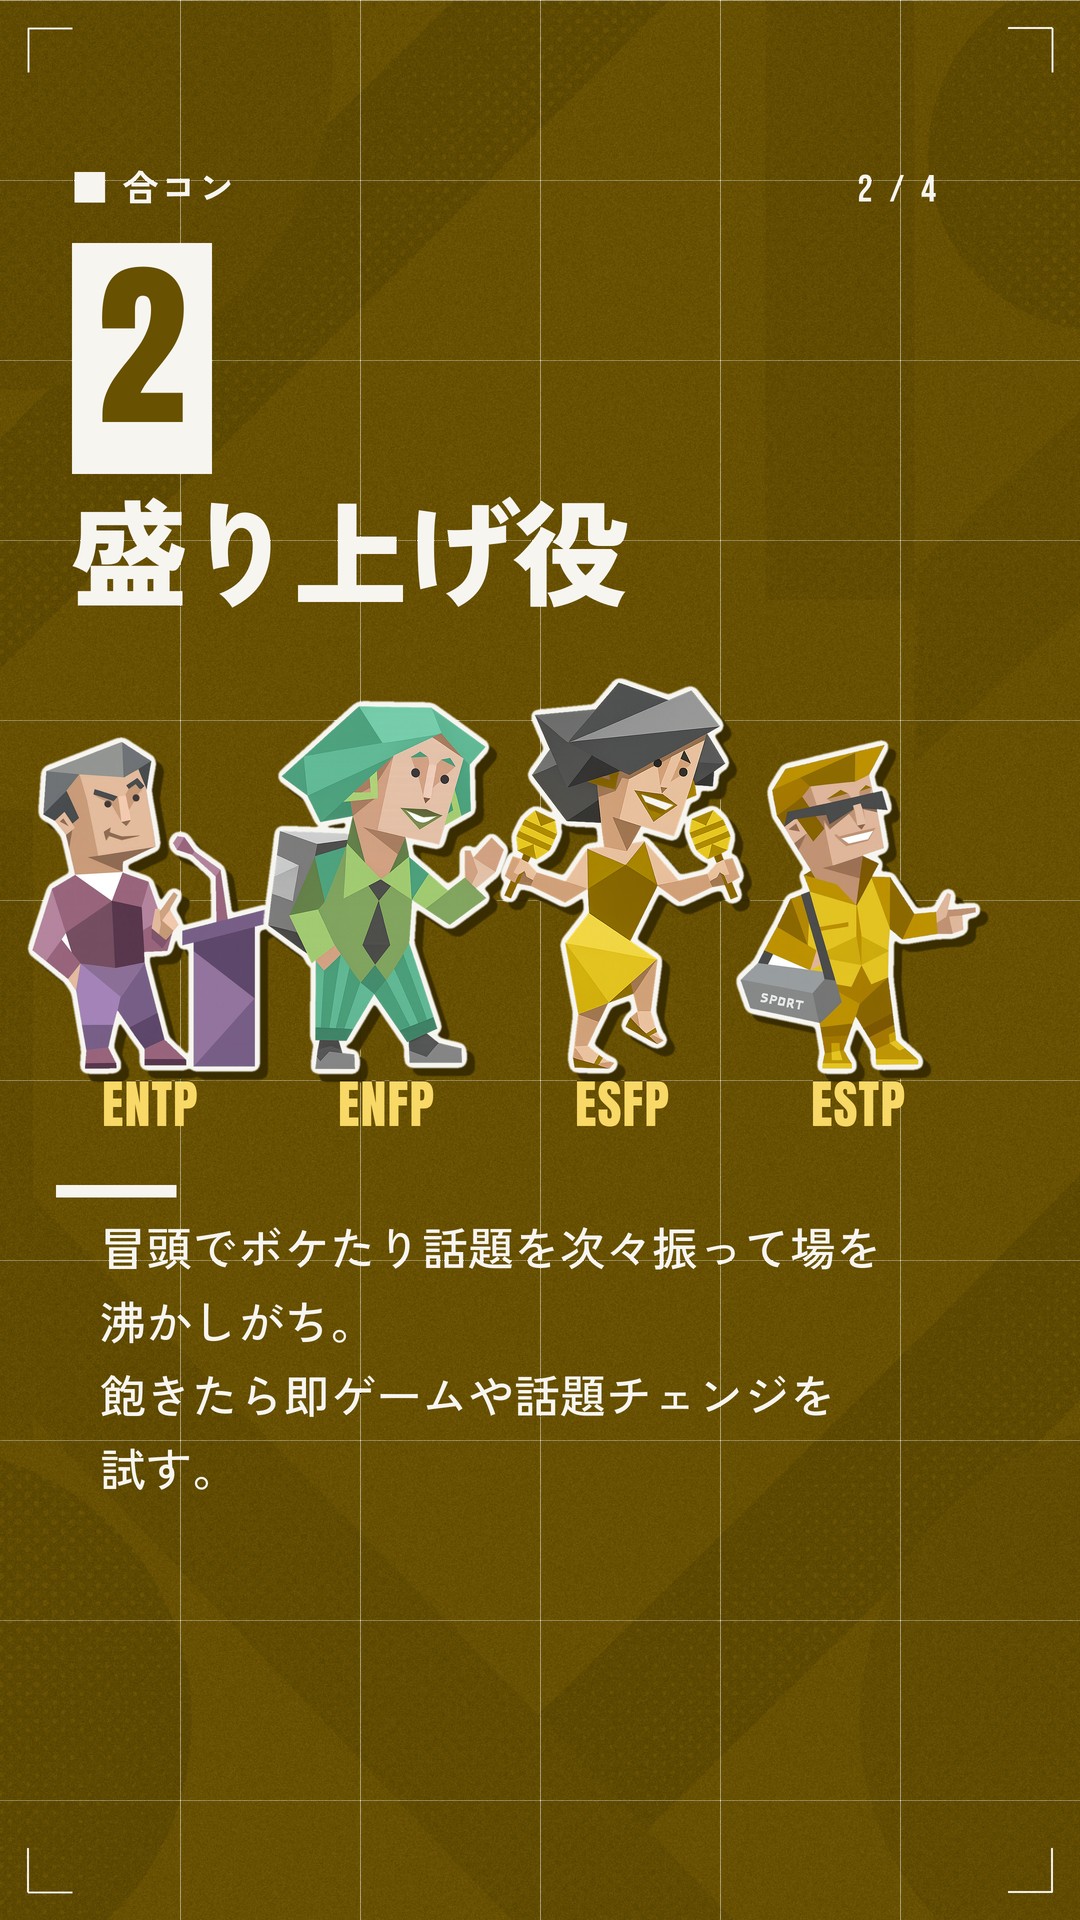 合コン
2 / 4
2
盛り上げ役
SPORT
ENTP
ENFP
ESFP
ESTP
冒頭でボケたり話題を次々振って場を
沸かしがち。
飽きたら即ゲームや話題チェンジを
試す。